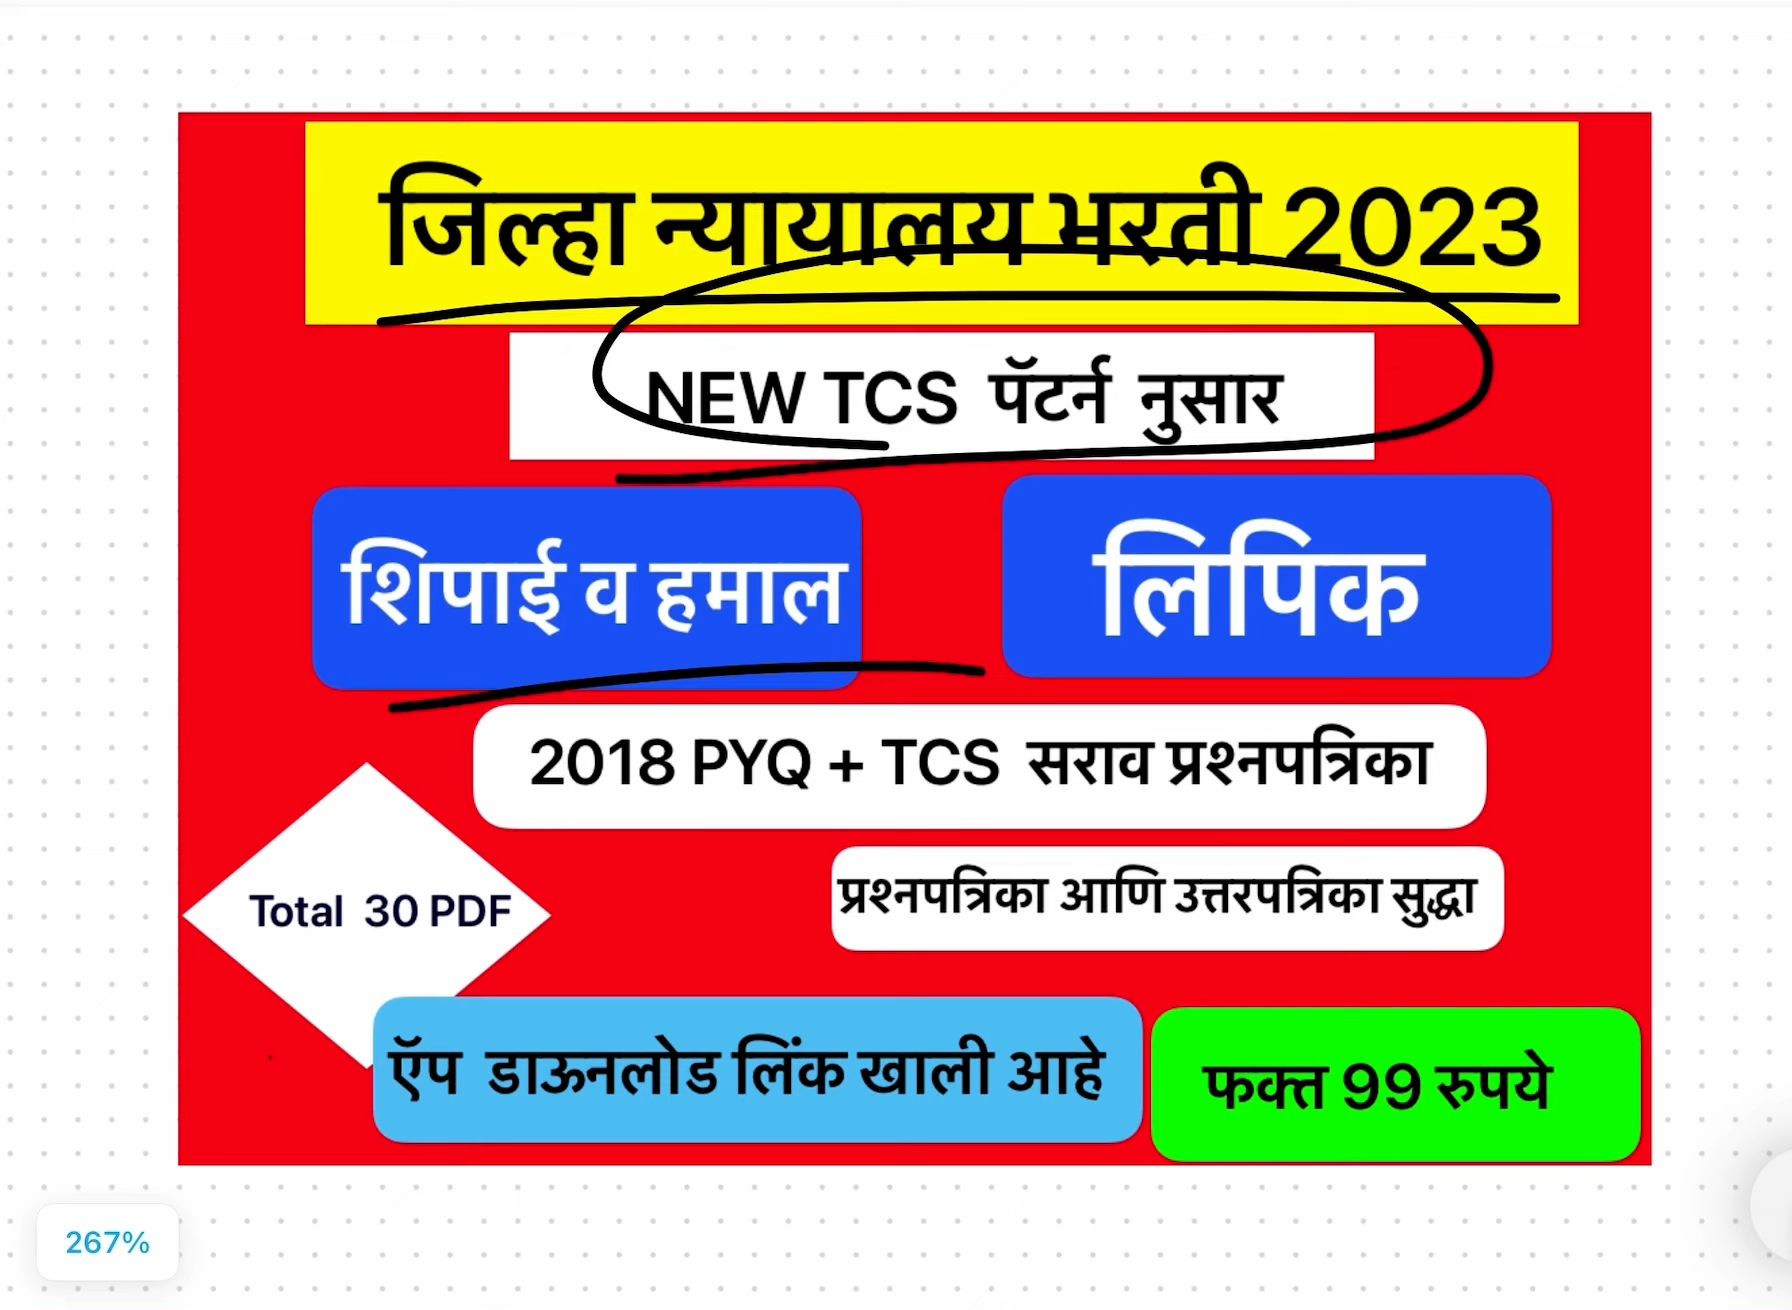 जिल्हा न्यायालय भरती 2023
NEW TCS पॅटर्न नुसार
शिपाई व हमाल
लिपिक
2018 PYQ + TCS सराव प्रश्नपत्रिका
प्रश्नपत्रिका आणि उत्तरपत्रिका सुद्धा
Total 30 PDF
ऍप डाऊनलोड लिंक खाली आहे
फक्त 99 रुपये
267%